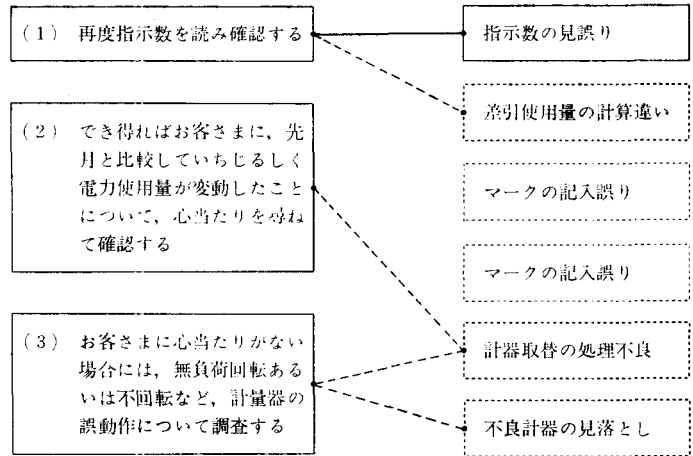 (1) 再度指示数を読み確認する
指示数の見誤り
差引使用量の計算違い
(2) でき得ればお客さまに，先
月と比較していちじるしく
電力使用量が変動したこと
について，心当たりを尋ね
て確認する
マークの記入誤り
マークの記入誤り
(3) お客さまに心当たりがない
場合には，無負荷回転ある
いは不回転など，計量器の
誤動作について調査する
計器取替の処理不良
不良計器の見落とし